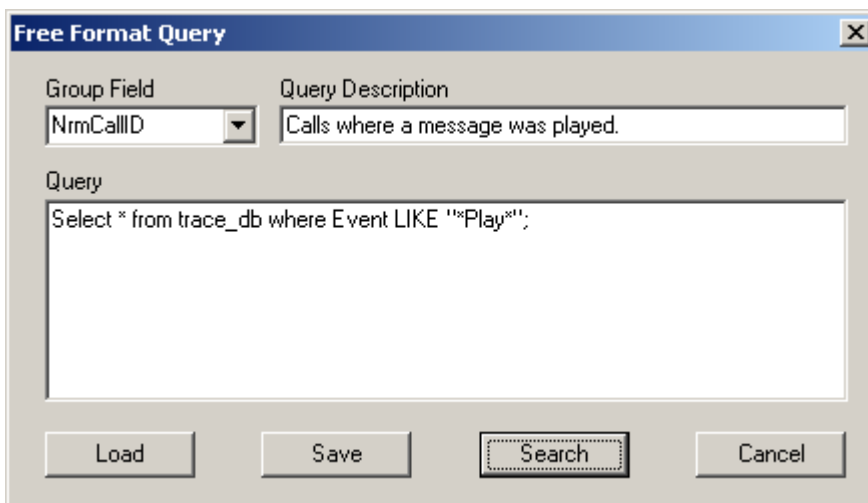 Free Format Query
Group Field Query Description
NrmCallID Calls where a message was played.
Query
Select * from trace_db where Event LIKE "*Play*";
Load Save Search Cancel